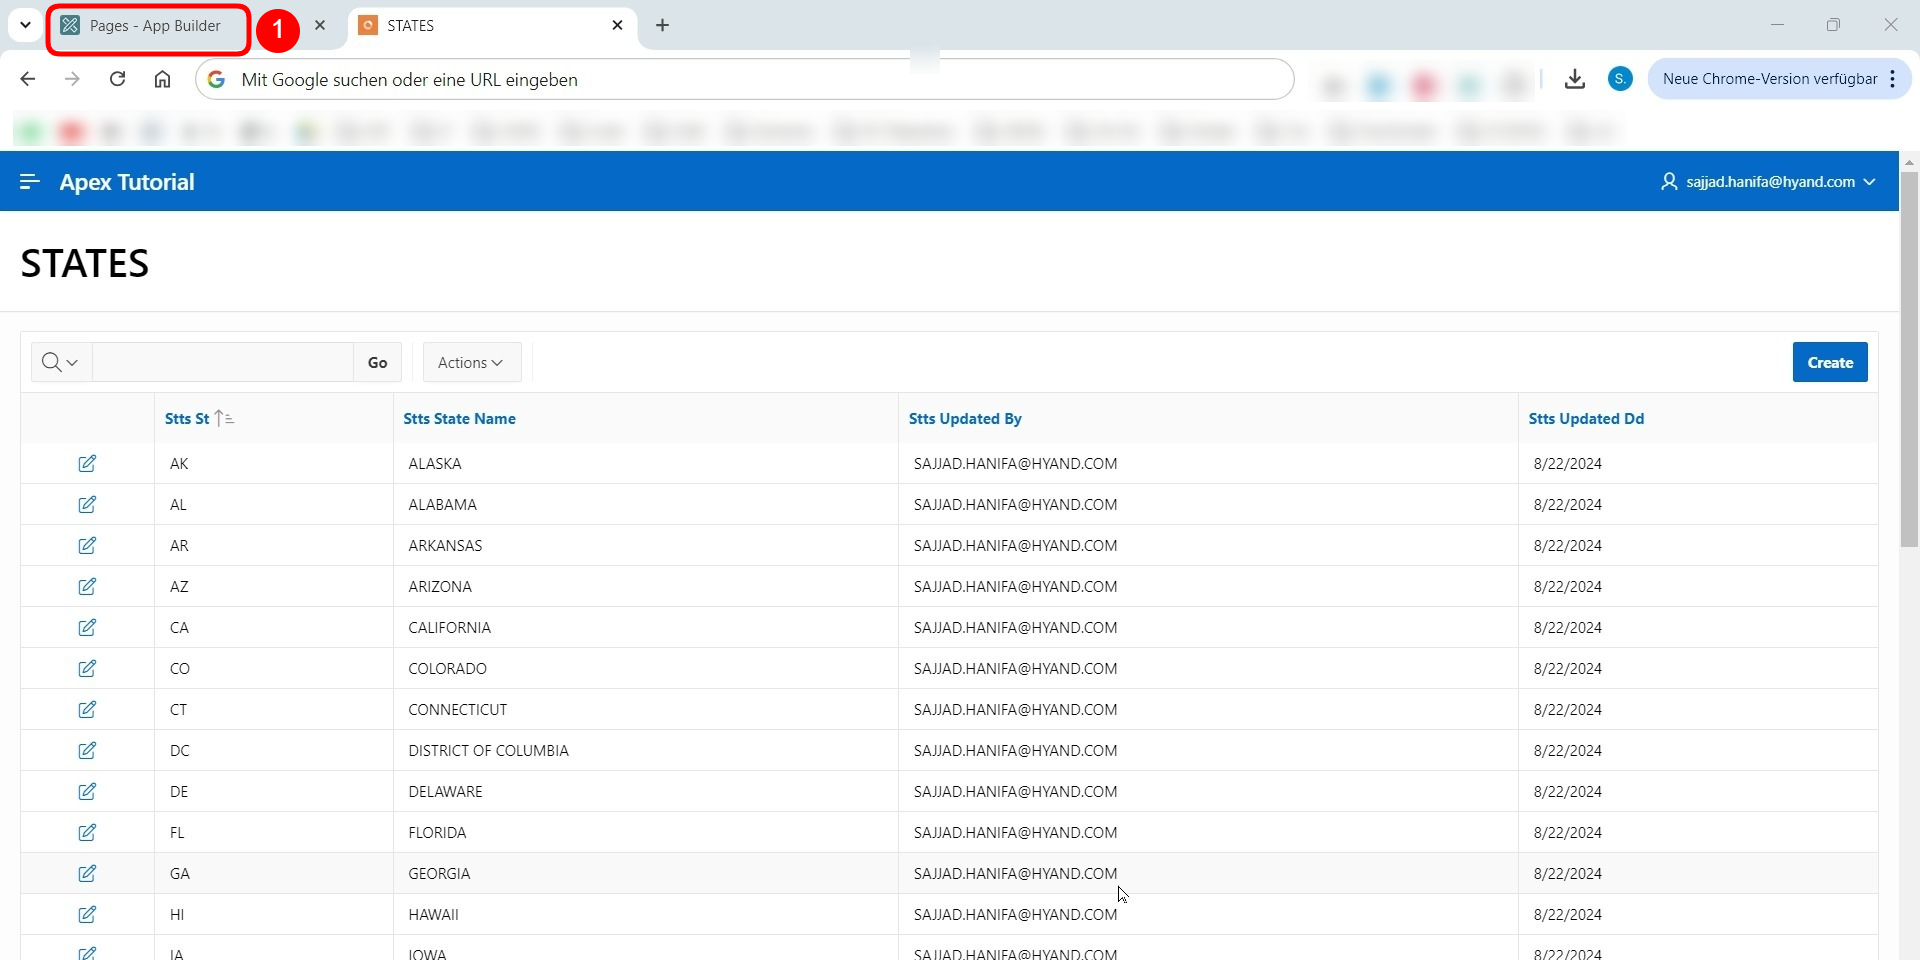 Pages - App Builder
1
STATES
Mit Google suchen oder eine URL eingeben
S.
Neue Chrome-Version verfügbar
Apex Tutorial
sajjad.hanifa@hyand.com
STATES
Go
Actions
Create
Stts St
Stts State Name
Stts Updated By
Stts Updated Dd
AK ALASKA SAJJAD.HANIFA@HYAND.COM 8/22/2024
AL ALABAMA SAJJAD.HANIFA@HYAND.COM 8/22/2024
AR ARKANSAS SAJJAD.HANIFA@HYAND.COM 8/22/2024
AZ ARIZONA SAJJAD.HANIFA@HYAND.COM 8/22/2024
CA CALIFORNIA SAJJAD.HANIFA@HYAND.COM 8/22/2024
CO COLORADO SAJJAD.HANIFA@HYAND.COM 8/22/2024
CT CONNECTICUT SAJJAD.HANIFA@HYAND.COM 8/22/2024
DC DISTRICT OF COLUMBIA SAJJAD.HANIFA@HYAND.COM 8/22/2024
DE DELAWARE SAJJAD.HANIFA@HYAND.COM 8/22/2024
FL FLORIDA SAJJAD.HANIFA@HYAND.COM 8/22/2024
GA GEORGIA SAJJAD.HANIFA@HYAND.COM 8/22/2024
HI HAWAII SAJJAD.HANIFA@HYAND.COM 8/22/2024
IA IOWA SAJJAD.HANIFA@HYAND.COM 8/22/2024